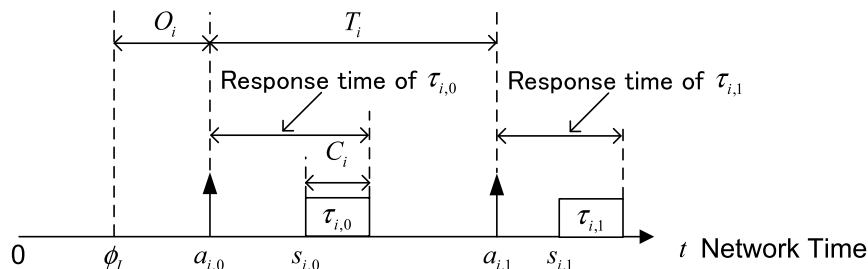 O_i T_i
Response time of τ_{i,0} Response time of τ_{i,1}
C_i
τ_{i,0} τ_{i,1}
0 ϕ_I a_{i,0} s_{i,0} a_{i,1} s_{i,1} t Network Time